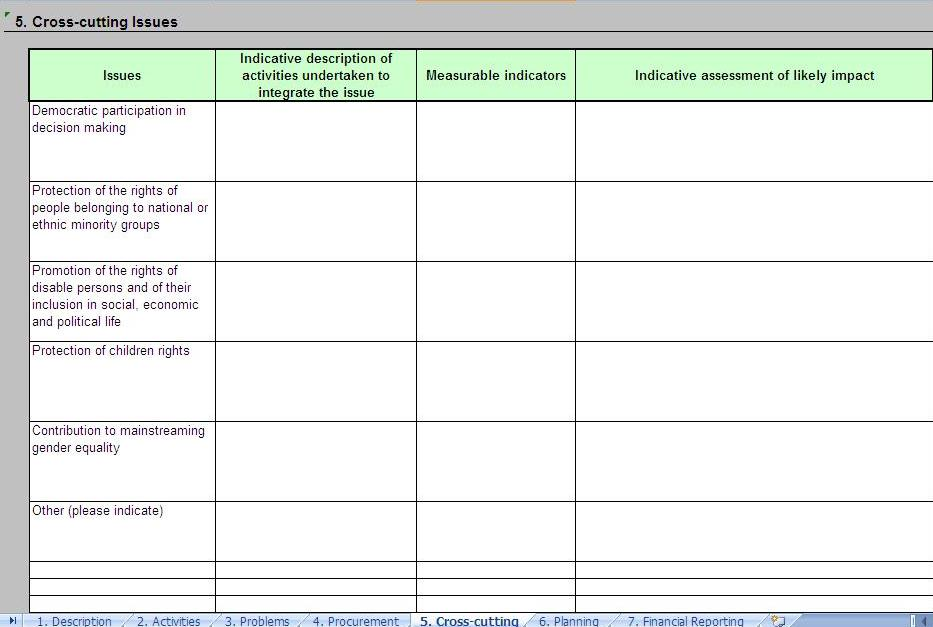 5. Cross-cutting Issues
Issues
Indicative description of
activities undertaken to
integrate the issue
Measurable indicators
Indicative assessment of likely impact
Democratic participation in
decision making
Protection of the rights of
people belonging to national or
ethnic minority groups
Promotion of the rights of
disable persons and of their
inclusion in social, economic
and political life
Protection of children rights
Contribution to mainstreaming
gender equality
Other (please indicate)
1. Description 2. Activities 3. Problems 4. Procurement 5. Cross-cutting 6. Planning 7. Financial Reporting